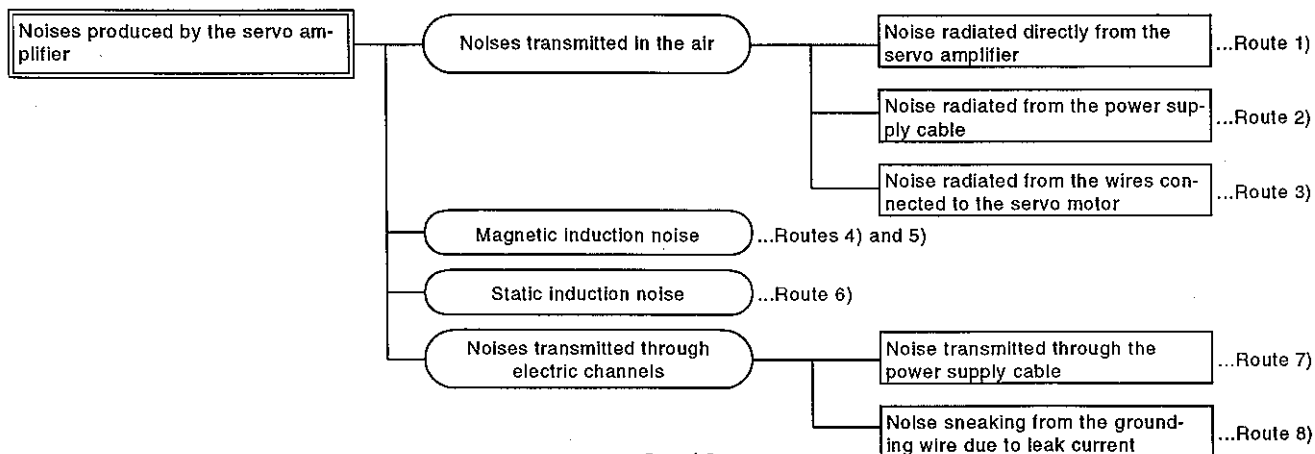 Noises produced by the servo am-
plifier
Noises transmitted in the air
Noise radiated directly from the
servo amplifier
...Route 1)
Noise radiated from the power sup-
ply cable
...Route 2)
Noise radiated from the wires con-
nected to the servo motor
...Route 3)
Magnetic induction noise
...Routes 4) and 5)
Static induction noise
...Route 6)
Noises transmitted through
electric channels
Noise transmitted through the
power supply cable
...Route 7)
Noise sneaking from the ground-
ing wire due to leak current
...Route 8)